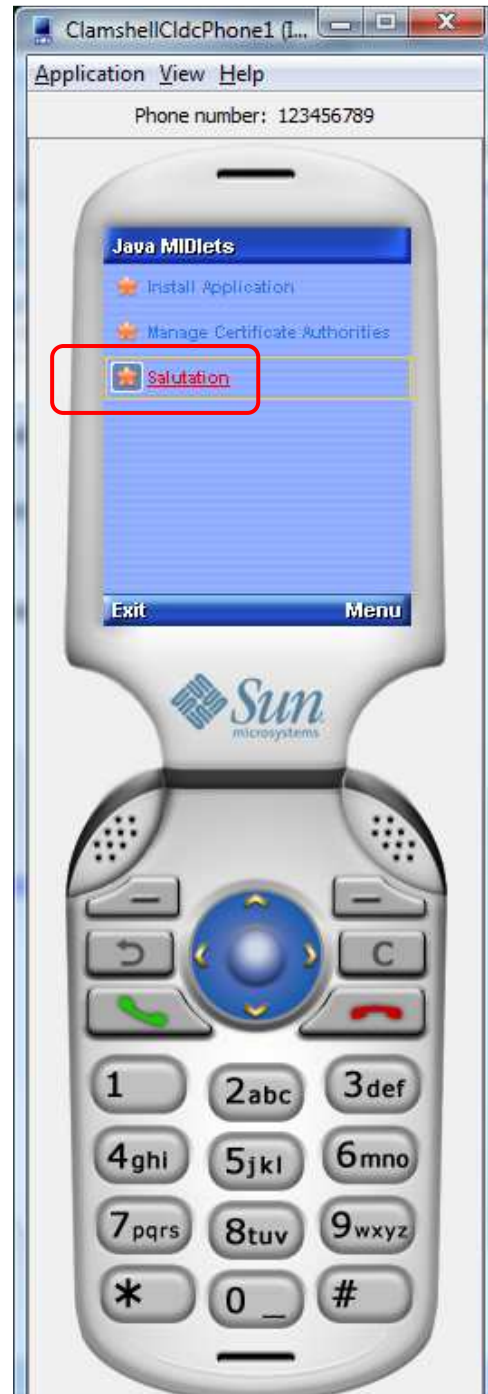 ClamshellCldcPhone1 (I...
Application View Help
Phone number: 123456789
Java MIDlets
Install Application
Manage Certificate Authorities
Salutation
Exit Menu
Sun
microsystems
C
1 2abc 3def
4ghi 5jkl 6mno
7pqrs 8tuv 9wxyz
* 0 _ #